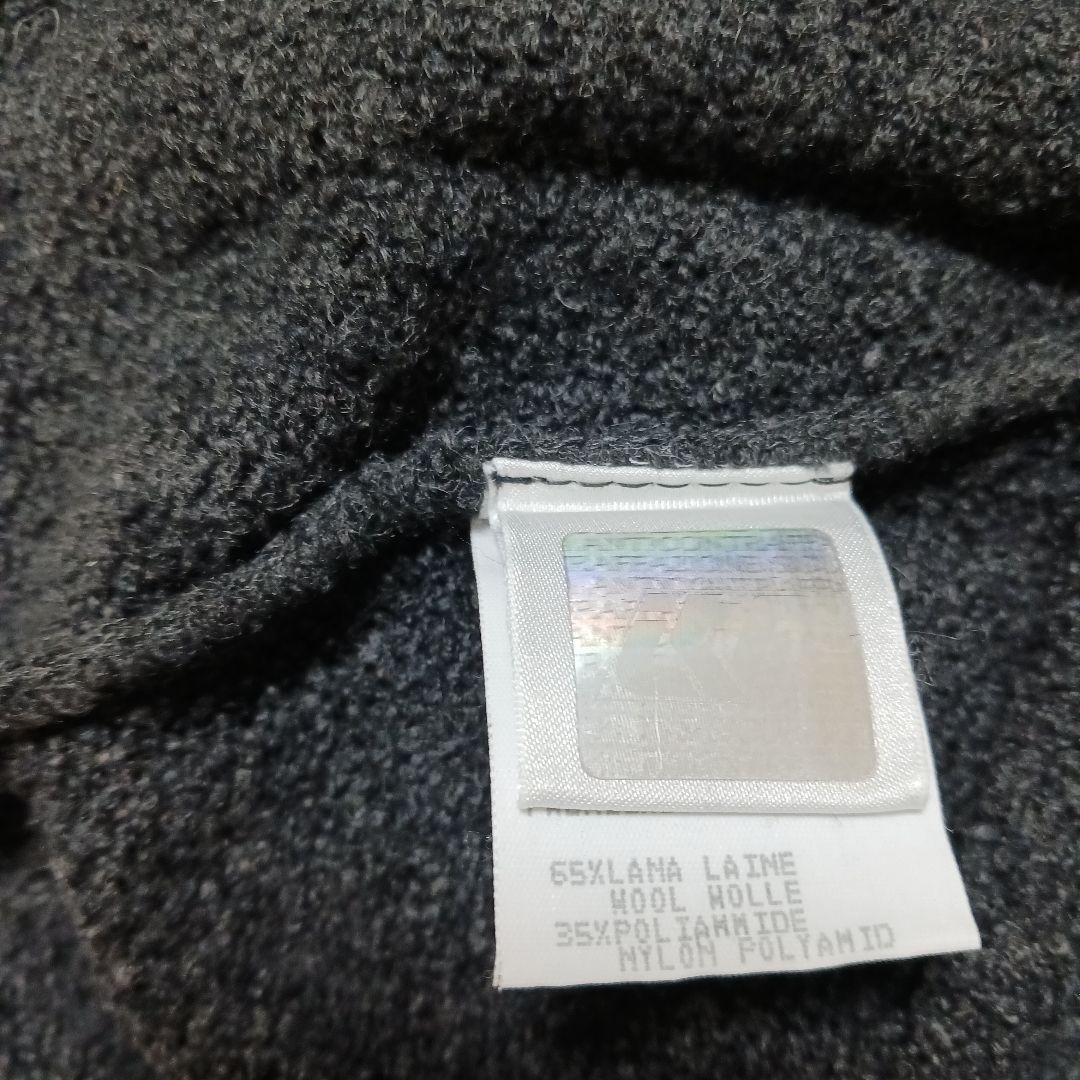 65%LANA LAINE
WOOL WOLLE
35%POLIAMMIDE
NYLON POLYAMID